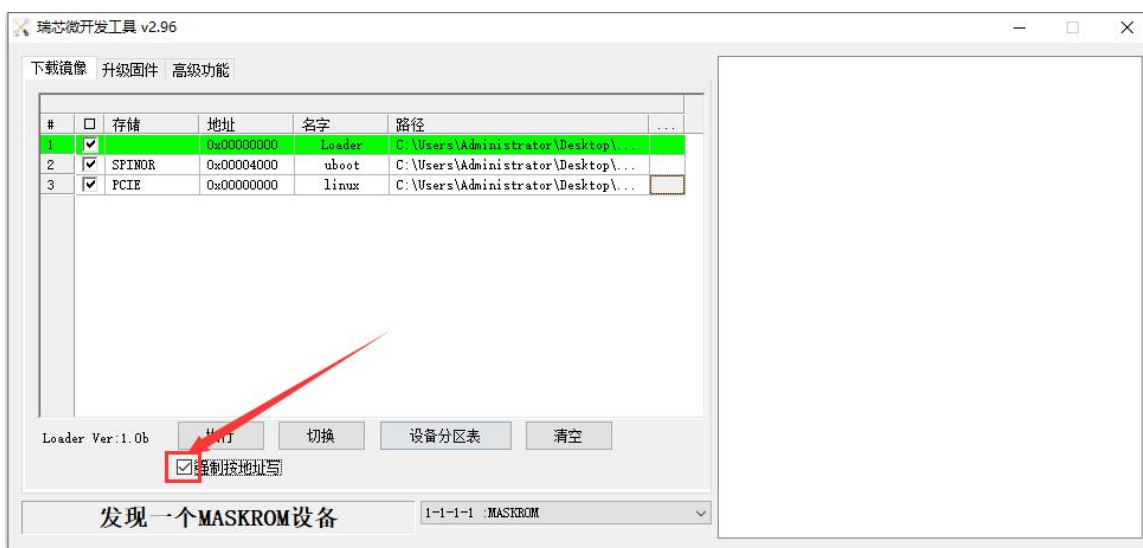 瑞芯微开发工具 v2.96
下载镜像 升级固件 高级功能
# 存储 地址 名字 路径 ...
1 0x00000000 Loader C:\Users\Administrator\Desktop\...
2 SPINOR 0x00004000 uboot C:\Users\Administrator\Desktop\...
3 PCIE 0x00000000 linux C:\Users\Administrator\Desktop\...
Loader Ver:1.0b 执行 切换 设备分区表 清空
强制按地址写
发现一个MASKROM设备 1-1-1-1 :MASKROM